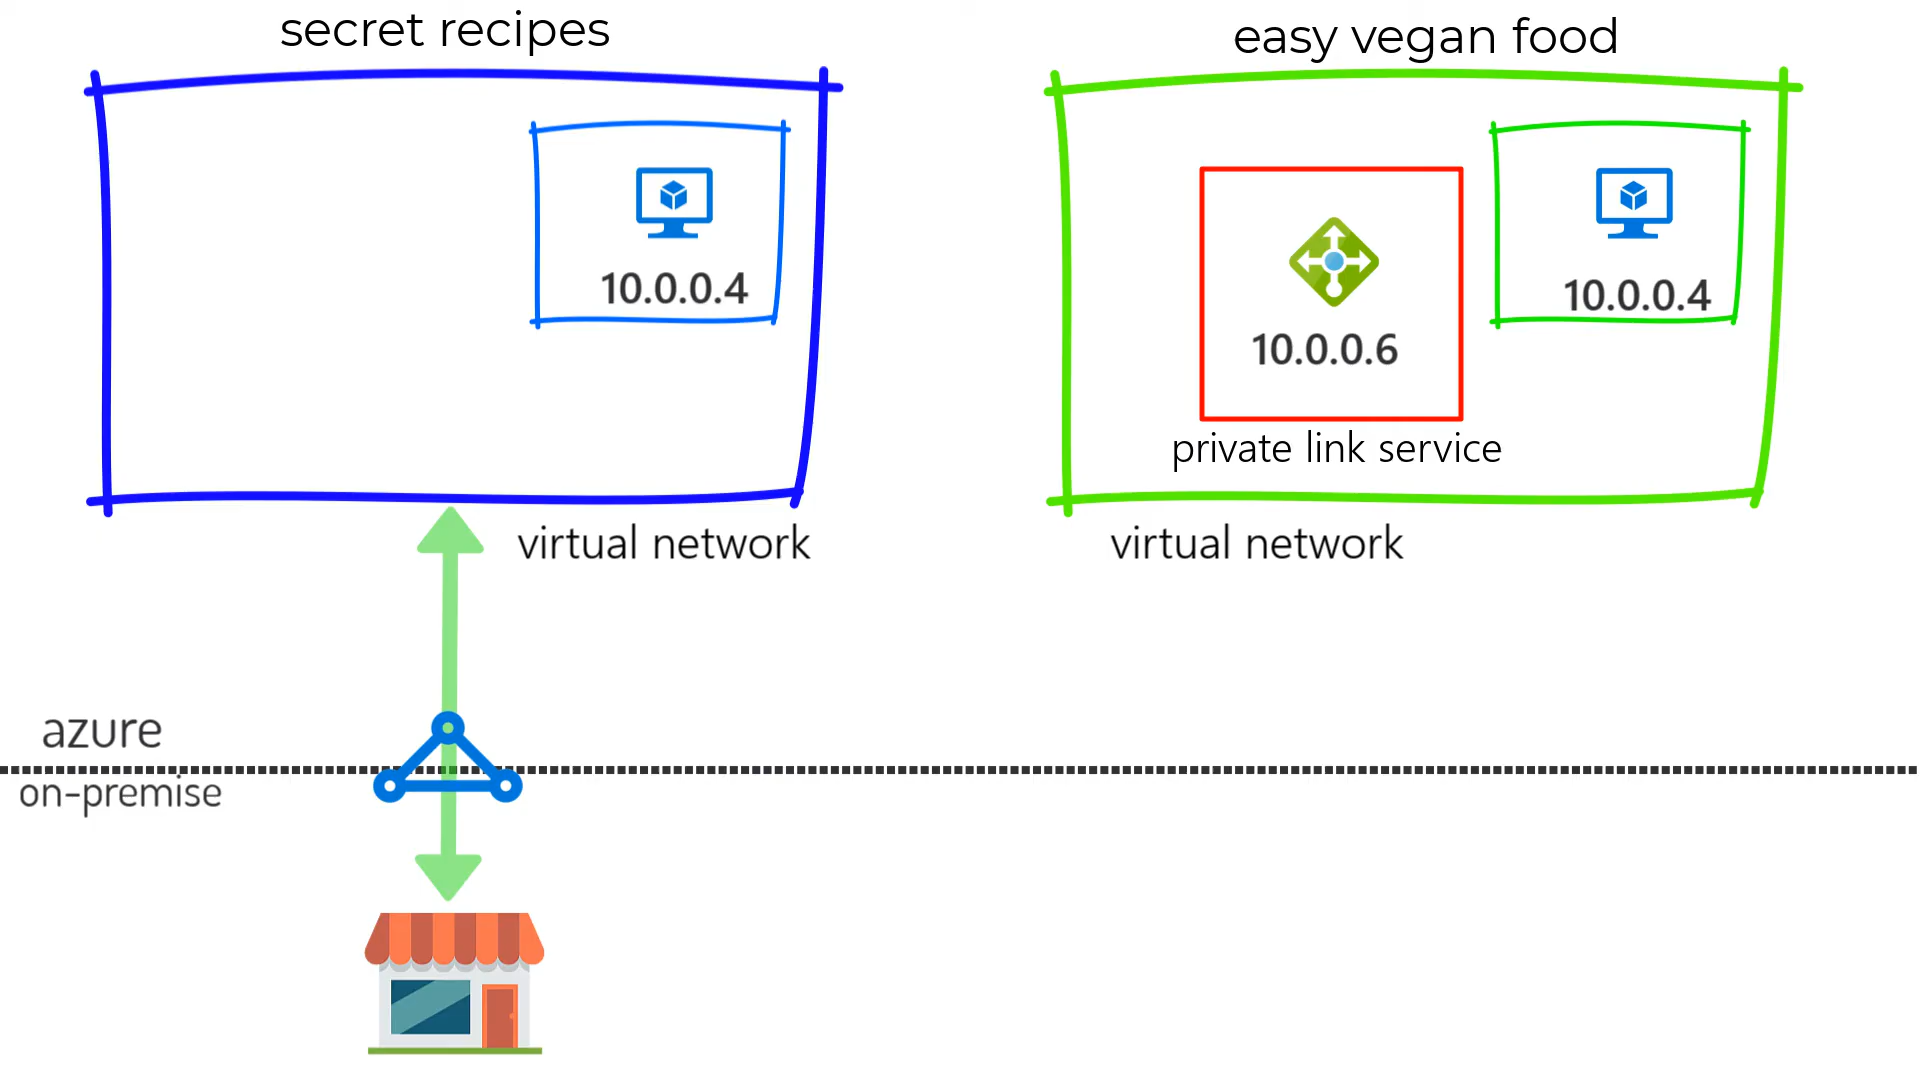 secret recipes
easy vegan food
10.0.0.4
10.0.0.6
10.0.0.4
private link service
virtual network
virtual network
azure
on-premise